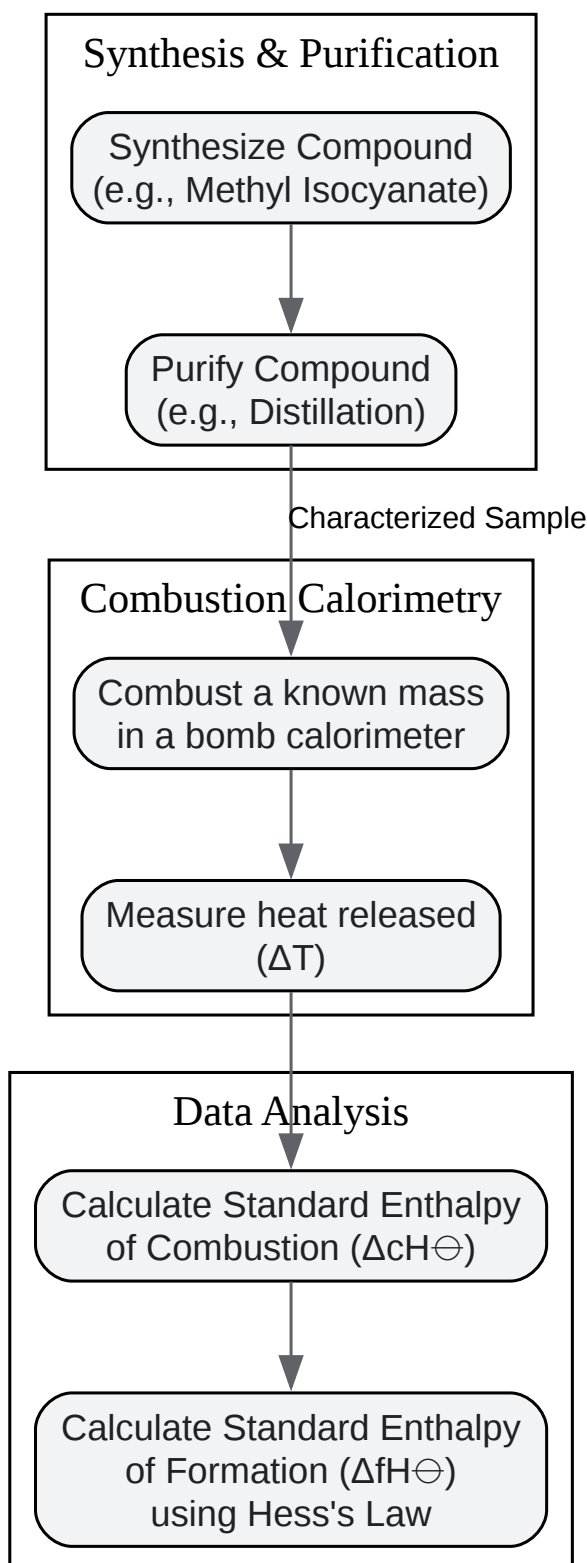 Synthesis & Purification
Synthesize Compound
(e.g., Methyl Isocyanate)
Purify Compound
(e.g., Distillation)
Characterized Sample
Combustion Calorimetry
Combust a known mass
in a bomb calorimeter
Measure heat released
(ΔT)
Data Analysis
Calculate Standard Enthalpy
of Combustion (ΔcH⦵)
Calculate Standard Enthalpy
of Formation (ΔfH⦵)
using Hess's Law